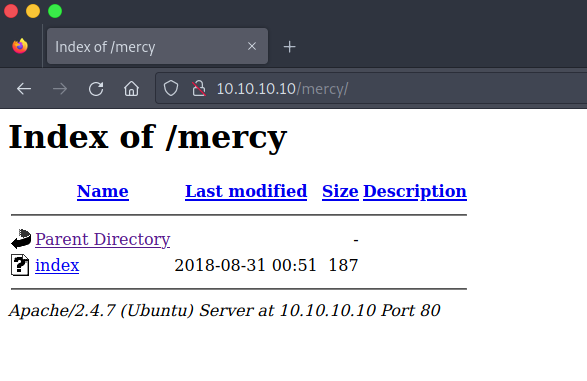 Index of /mercy
10.10.10.10/mercy/
Index of /mercy
Name Last modified Size Description
Parent Directory -
index 2018-08-31 00:51 187
Apache/2.4.7 (Ubuntu) Server at 10.10.10.10 Port 80